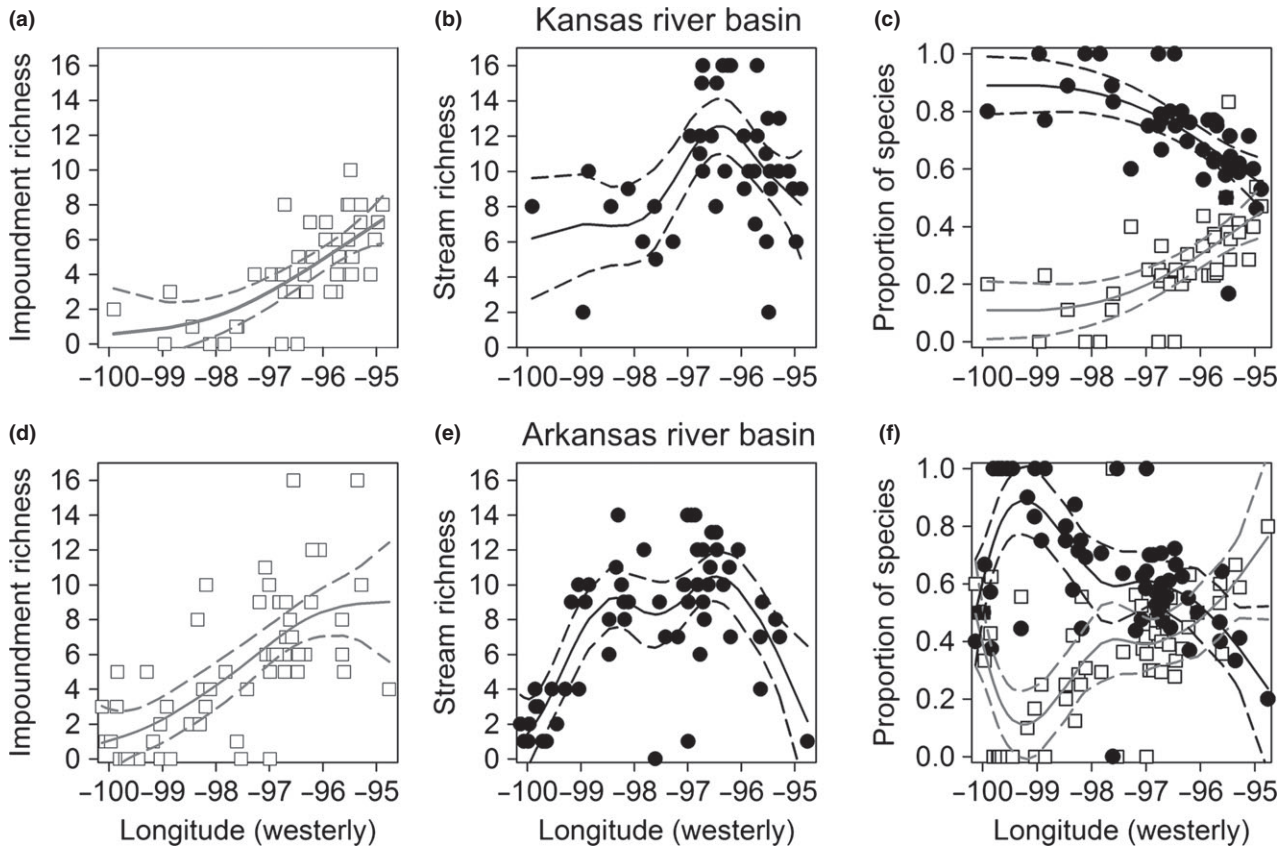 (a)
(b)
Kansas river basin
(c)
Impoundment richness
16
14
12
10
8
6
4
2
0
−100 −99 −98 −97 −96 −95
Stream richness
16
14
12
10
8
6
4
2
0
−100 −99 −98 −97 −96 −95
Proportion of species
1.0
0.8
0.6
0.4
0.2
0.0
−100 −99 −98 −97 −96 −95
(d)
(e)
Arkansas river basin
(f)
Impoundment richness
16
14
12
10
8
6
4
2
0
−100 −99 −98 −97 −96 −95
Longitude (westerly)
Stream richness
16
14
12
10
8
6
4
2
0
−100 −99 −98 −97 −96 −95
Longitude (westerly)
Proportion of species
1.0
0.8
0.6
0.4
0.2
0.0
−100 −99 −98 −97 −96 −95
Longitude (westerly)